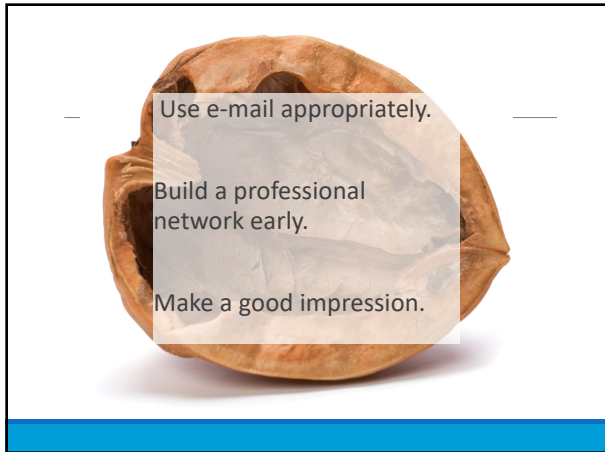 Use e-mail appropriately.
Build a professional
network early.
Make a good impression.